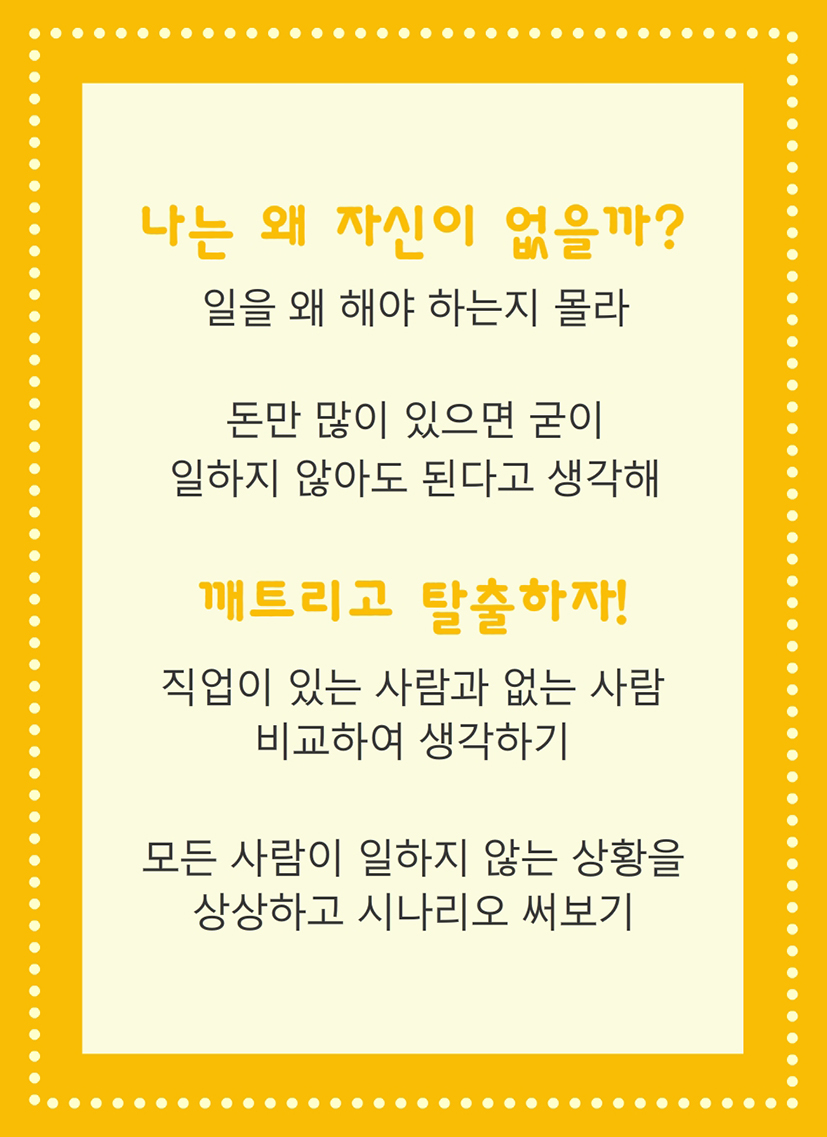 나는 왜 자신이 없을까?
일을 왜 해야 하는지 몰라
돈만 많이 있으면 굳이
일하지 않아도 된다고 생각해
깨트리고 탈출하자!
직업이 있는 사람과 없는 사람
비교하여 생각하기
모든 사람이 일하지 않는 상황을
상상하고 시나리오 써보기